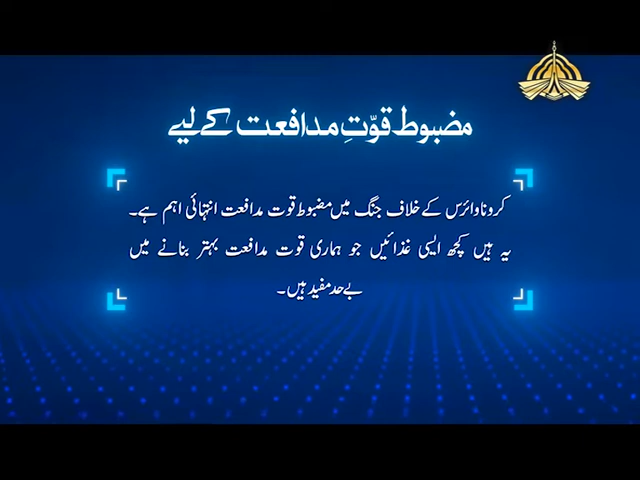 مضبوط قوّتِ مدافعت کے لیے
کرونا وائرس کے خلاف جنگ میں مضبوط قوت مدافعت انتہائی اہم ہے۔
یہ ہیں کچھ ایسی غذائیں جو ہماری قوت مدافعت بہتر بنانے میں
بے حد مفید ہیں۔